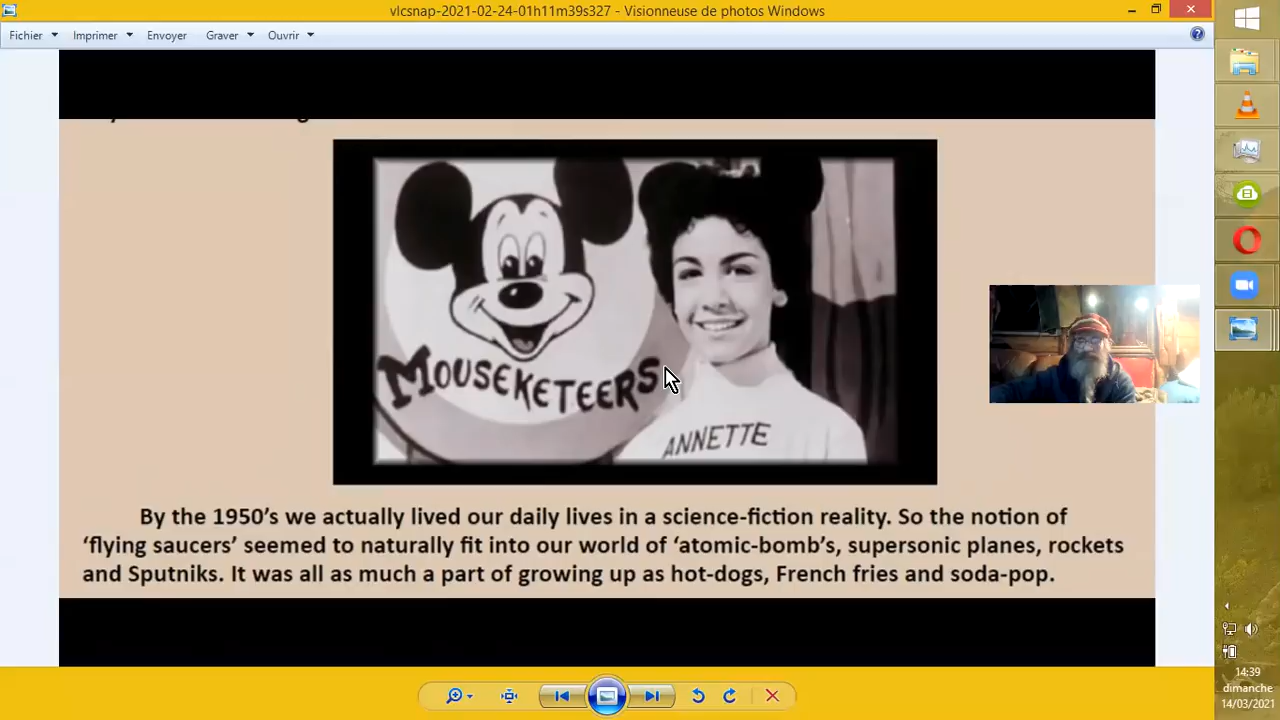 vlcsnap-2021-02-24-01h11m39s327 - Visionneuse de photos Windows
Fichier Imprimer Envoyer Graver Ouvrir
MOUSEKETEERS
ANNETTE
By the 1950's we actually lived our daily lives in a science-fiction reality. So the notion of
'flying saucers' seemed to naturally fit into our world of 'atomic-bomb's, supersonic planes, rockets
and Sputniks. It was all as much a part of growing up as hot-dogs, French fries and soda-pop.
14:39
dimanche
14/03/2021